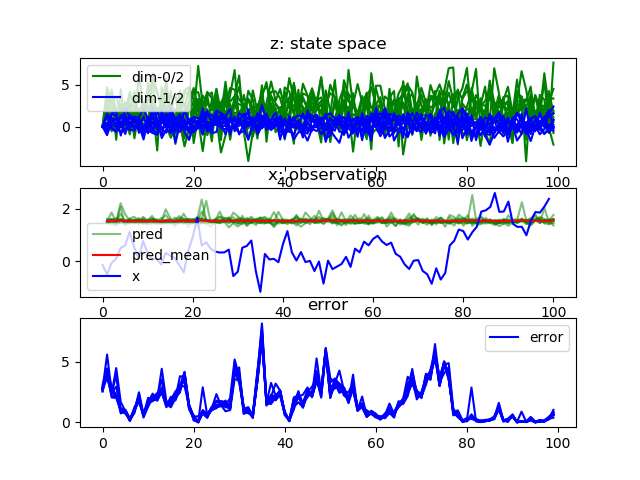 z: state space
dim-0/2
dim-1/2
5
0
0 20 40 60 80 100
x: observation
pred
pred_mean
x
2
0
0 20 40 60 80 100
error
error
5
0
0 20 40 60 80 100